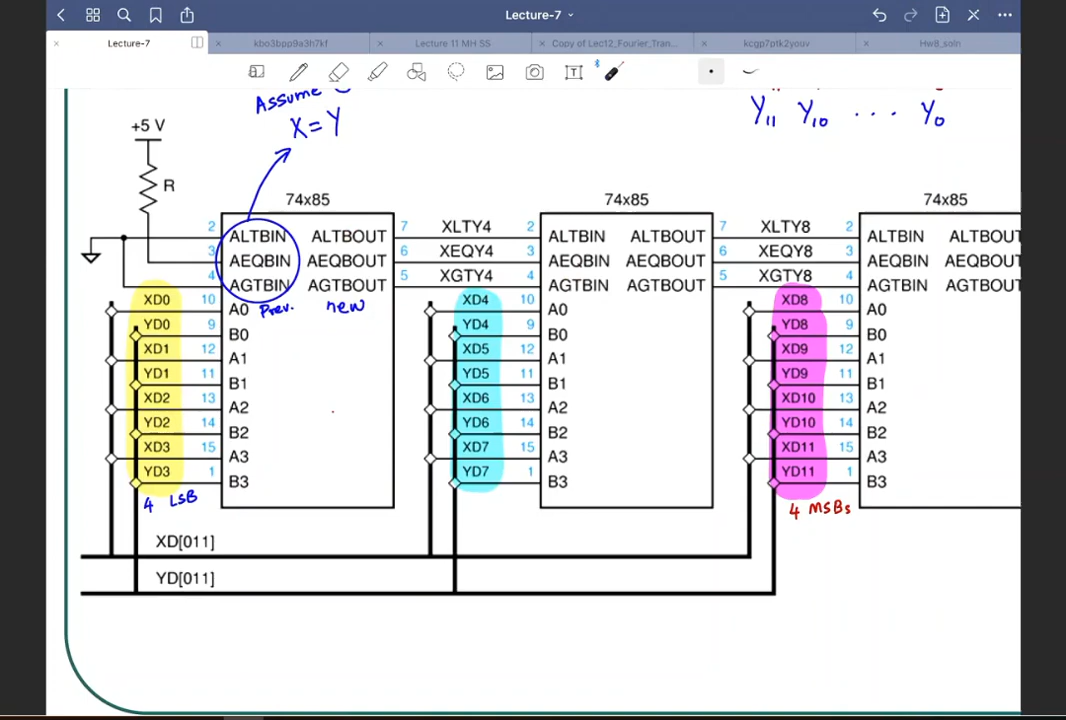 Lecture-7
Lecture-7
kbo3bpp9a3h7kf
Lecture 11 MH SS
Copy of Lec12_Fourier_Tran...
kcgp7ptk2youv
Hw8_soln
Assume
X=Y
Y11 Y10 ... Y0
+5 V
R
74x85
74x85
74x85
2 ALTBIN ALTBOUT 7 XLTY4 2 ALTBIN ALTBOUT 7 XLTY8 2 ALTBIN ALTBOUT
3 AEQBIN AEQBOUT 6 XEQY4 3 AEQBIN AEQBOUT 6 XEQY8 3 AEQBIN AEQBOU
4 AGTBIN AGTBOUT 5 XGTY4 4 AGTBIN AGTBOUT 5 XGTY8 4 AGTBIN AGTBOUT
Prev. new
XD0 10 A0 XD4 10 A0 XD8 10 A0
YD0 9 B0 YD4 9 B0 YD8 9 B0
XD1 12 A1 XD5 12 A1 XD9 12 A1
YD1 11 B1 YD5 11 B1 YD9 11 B1
XD2 13 A2 XD6 13 A2 XD10 13 A2
YD2 14 B2 YD6 14 B2 YD10 14 B2
XD3 15 A3 XD7 15 A3 XD11 15 A3
YD3 1 B3 YD7 1 B3 YD11 1 B3
4 LSB
4 MSBs
XD[011]
YD[011]